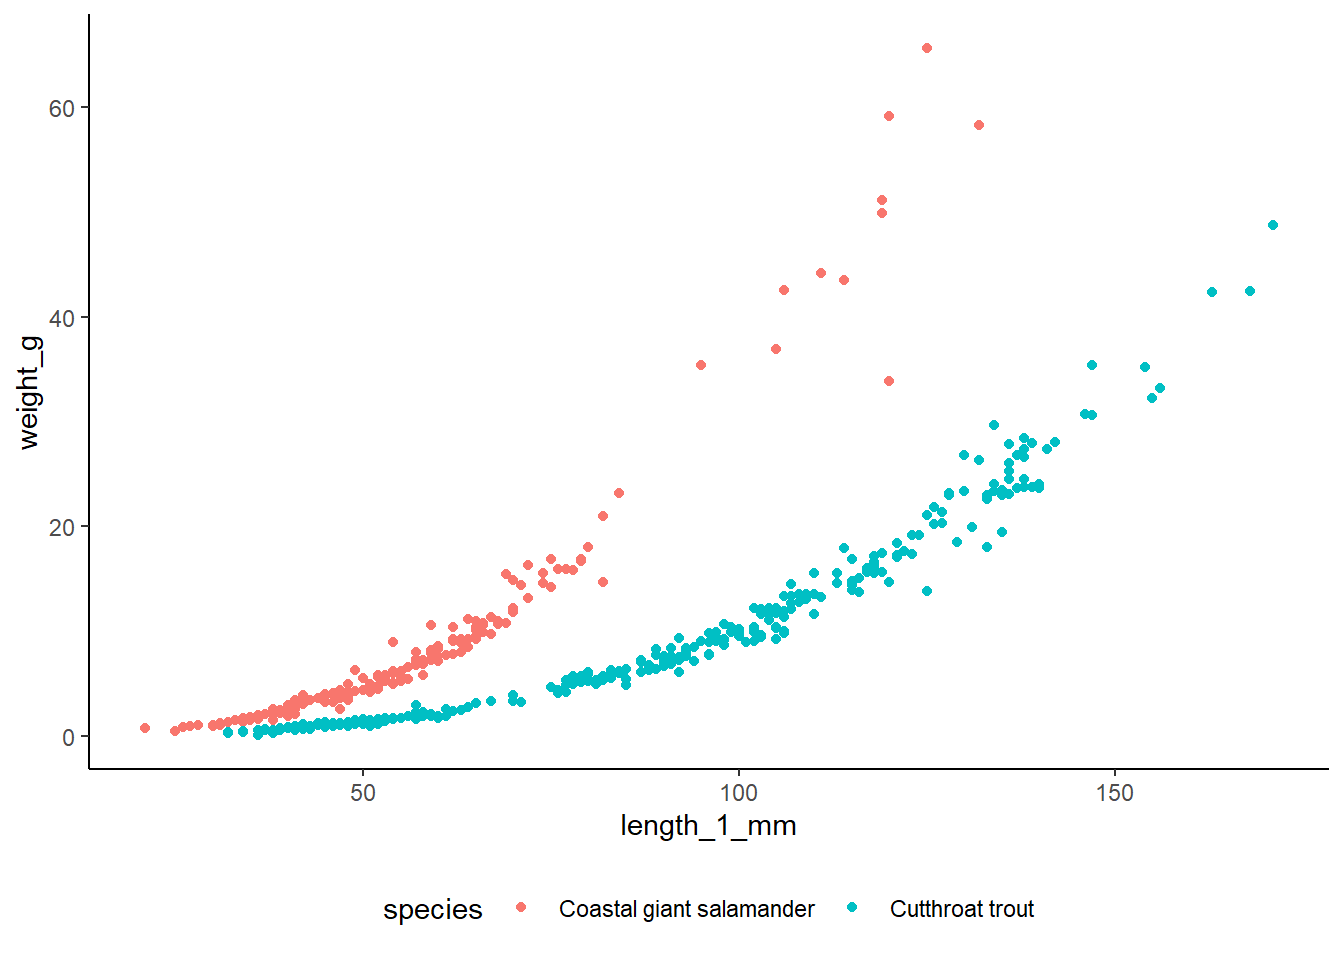 60
40
20
0
weight_g
50 100 150
length_1_mm
species Coastal giant salamander Cutthroat trout